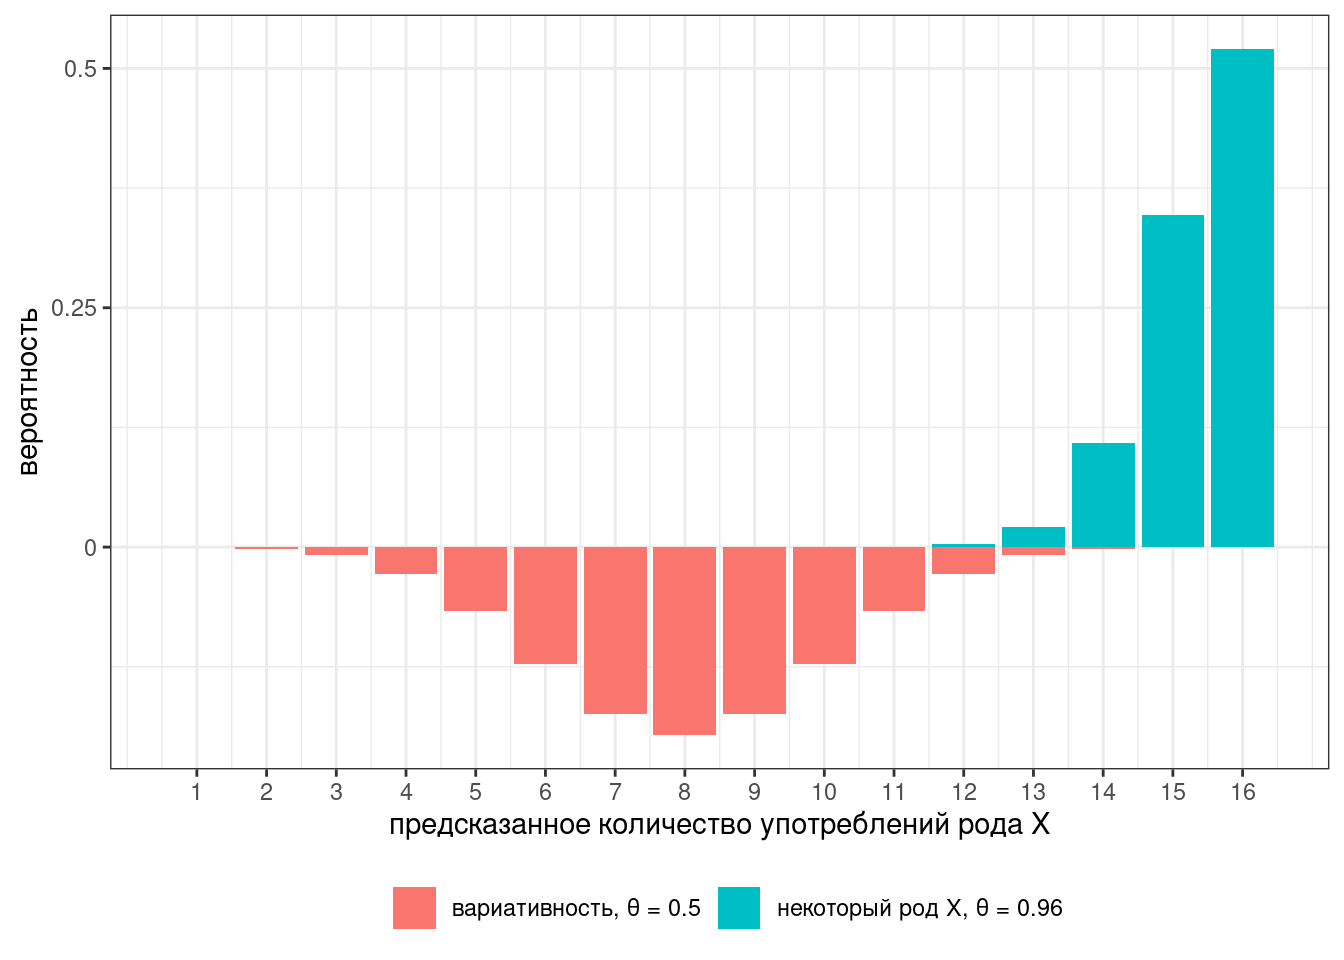 0.5
0.25
0
вероятность
1 2 3 4 5 6 7 8 9 10 11 12 13 14 15 16
предсказанное количество употреблений рода X
вариативность, θ = 0.5 некоторый род X, θ = 0.96